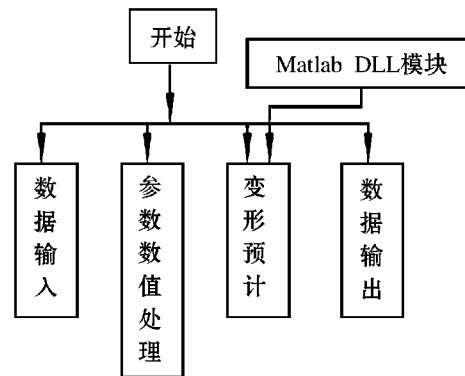 开始
Matlab DLL模块
数据输入
参数数值处理
变形预计
数据输出